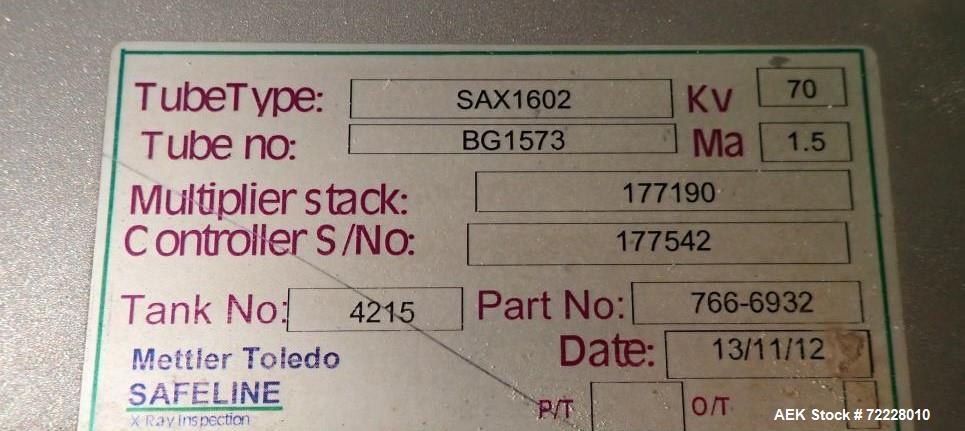 TubeType: SAX1602 Kv 70
Tube no: BG1573 Ma 1.5
Multiplier stack: 177190
Controller S/No: 177542
Tank No: 4215 Part No: 766-6932
Mettler Toledo Date: 13/11/12
SAFELINE P/T O/T
X Ray Inspection
AEK Stock # 72228010